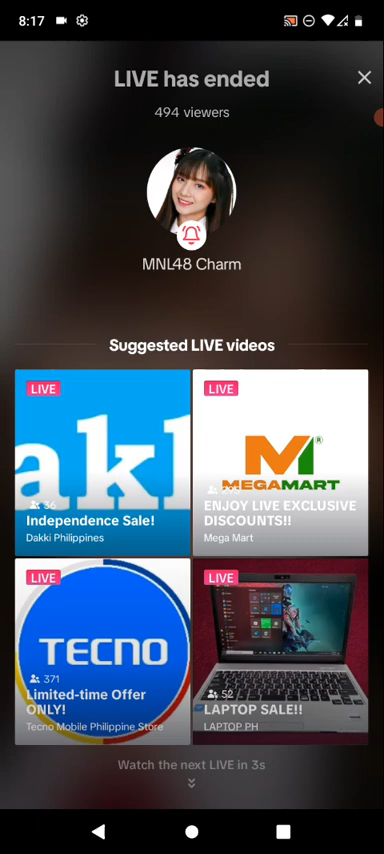 8:17
LIVE has ended
494 viewers
MNL48 Charm
Suggested LIVE videos
LIVE
akl
36
Independence Sale!
Dakki Philippines
LIVE
M
®
MEGAMART
ENJOY LIVE EXCLUSIVE
DISCOUNTS!!
Mega Mart
LIVE
TECNO
371
Limited-time Offer
ONLY!
Tecno Mobile Philippine Store
LIVE
52
LAPTOP SALE!!
LAPTOP PH
Watch the next LIVE in 3s